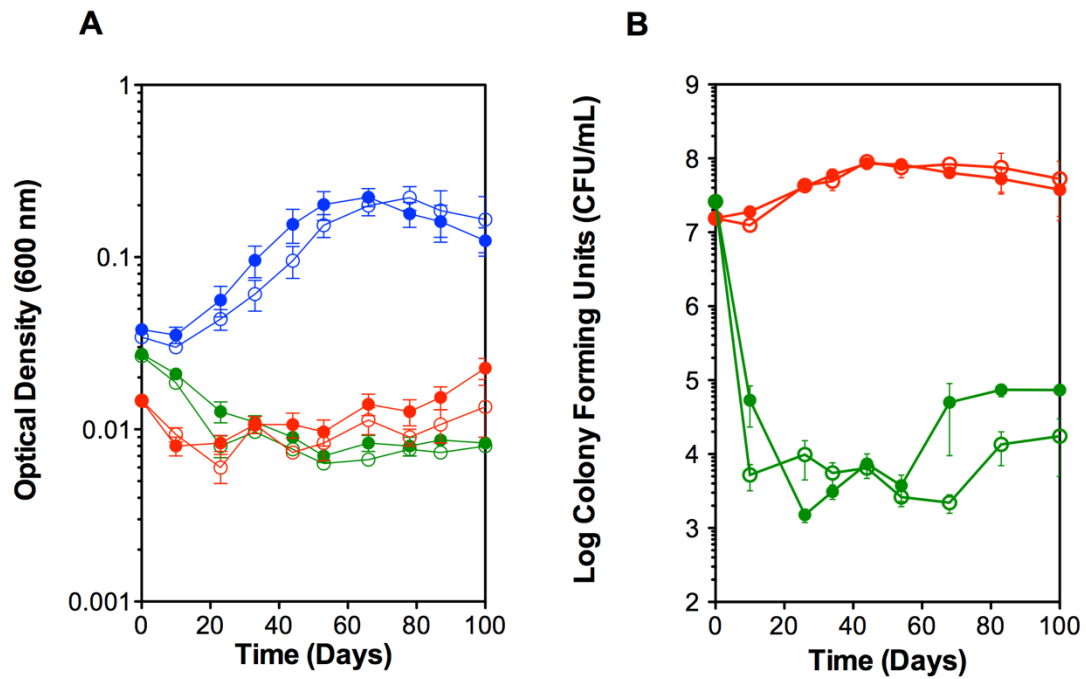 A
B
Optical Density (600 nm)
1
0.1
0.01
0.001
0 20 40 60 80 100
Time (Days)
Log Colony Forming Units (CFU/mL)
9
8
7
6
5
4
3
2
0 20 40 60 80 100
Time (Days)